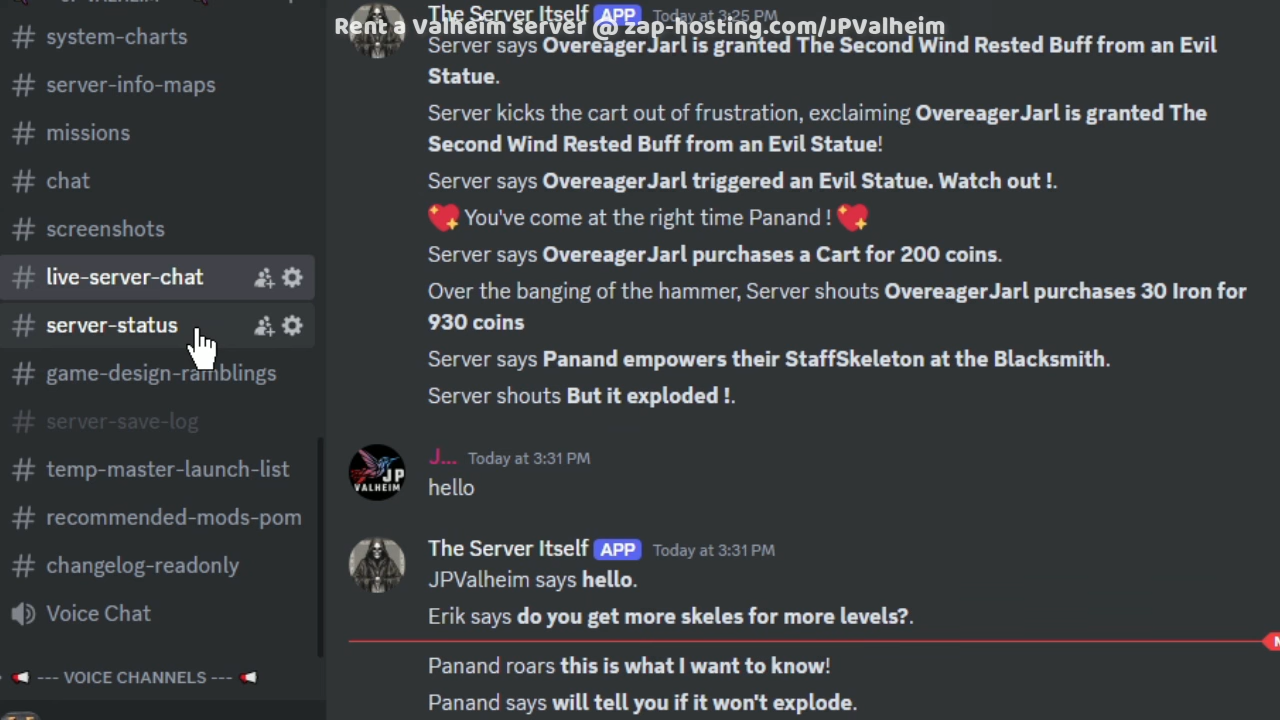 Rent a Valheim server @ zap-hosting.com/JPValheim
system-charts
server-info-maps
missions
chat
screenshots
live-server-chat
server-status
game-design-ramblings
server-save-log
temp-master-launch-list
recommended-mods-pom
changelog-readonly
Voice Chat
--- VOICE CHANNELS ---
The Server Itself APP Today at 3:25 PM
Server says OvereagerJarl is granted The Second Wind Rested Buff from an Evil
Statue.
Server kicks the cart out of frustration, exclaiming OvereagerJarl is granted The
Second Wind Rested Buff from an Evil Statue!
Server says OvereagerJarl triggered an Evil Statue. Watch out !.
💖 You've come at the right time Panand ! 💖
Server says OvereagerJarl purchases a Cart for 200 coins.
Over the banging of the hammer, Server shouts OvereagerJarl purchases 30 Iron for
930 coins
Server says Panand empowers their StaffSkeleton at the Blacksmith.
Server shouts But it exploded !.
JP VALHEIM
J... Today at 3:31 PM
hello
The Server Itself APP Today at 3:31 PM
JPValheim says hello.
Erik says do you get more skeles for more levels?.
Panand roars this is what I want to know!
Panand says will tell you if it won't explode.